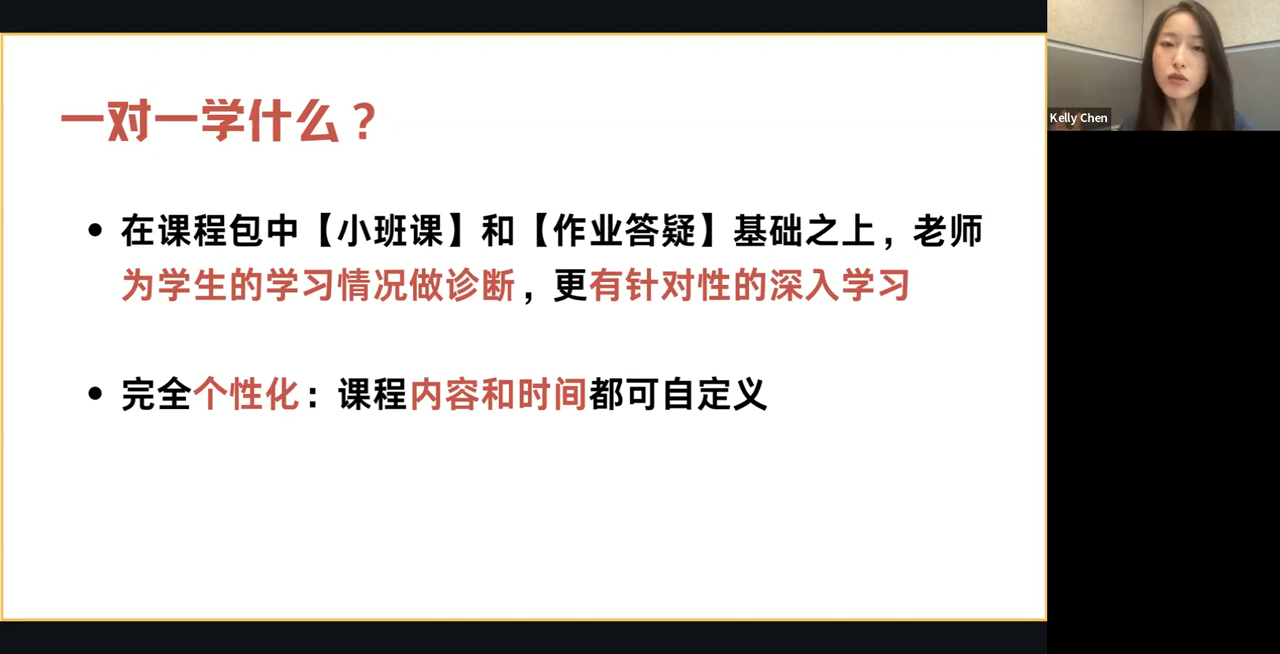 一对一学什么？
• 在课程包中【小班课】和【作业答疑】基础之上，老师
为学生的学习情况做诊断，更有针对性的深入学习
• 完全个性化：课程内容和时间都可自定义
Kelly Chen